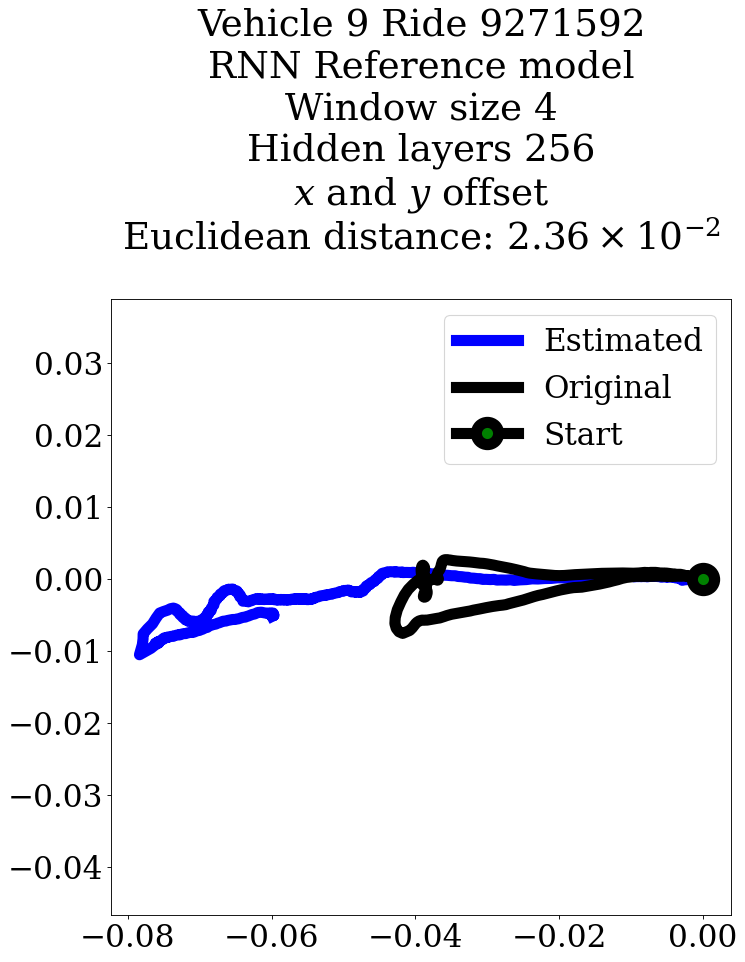 Vehicle 9 Ride 9271592
RNN Reference model
Window size 4
Hidden layers 256
x and y offset
Euclidean distance: 2.36 × 10⁻²
Estimated
Original
Start
0.03
0.02
0.01
0.00
−0.01
−0.02
−0.03
−0.04
−0.08 −0.06 −0.04 −0.02 0.00